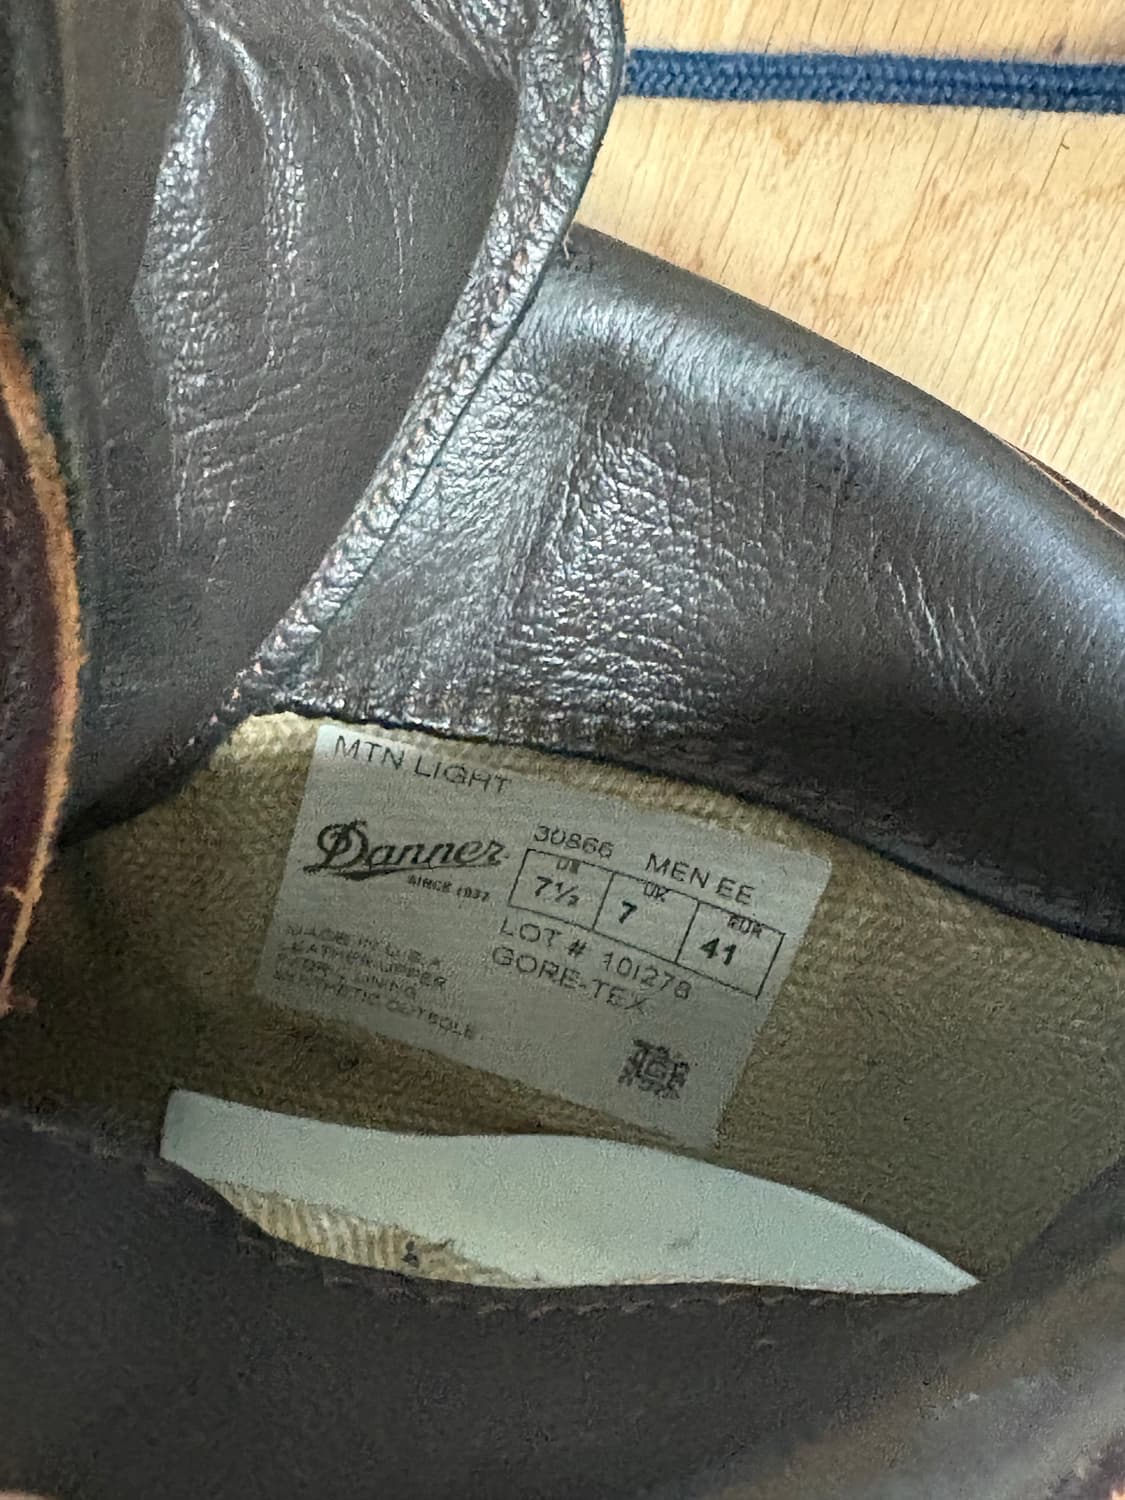 MTN LIGHT
Danner
SINCE 1932
30866 MEN EE
US UK EUR
7½ 7 41
LOT # 101278
GORE-TEX
MADE IN U.S.A.
LEATHER UPPER
LINING
SYNTHETIC OUTSOLE